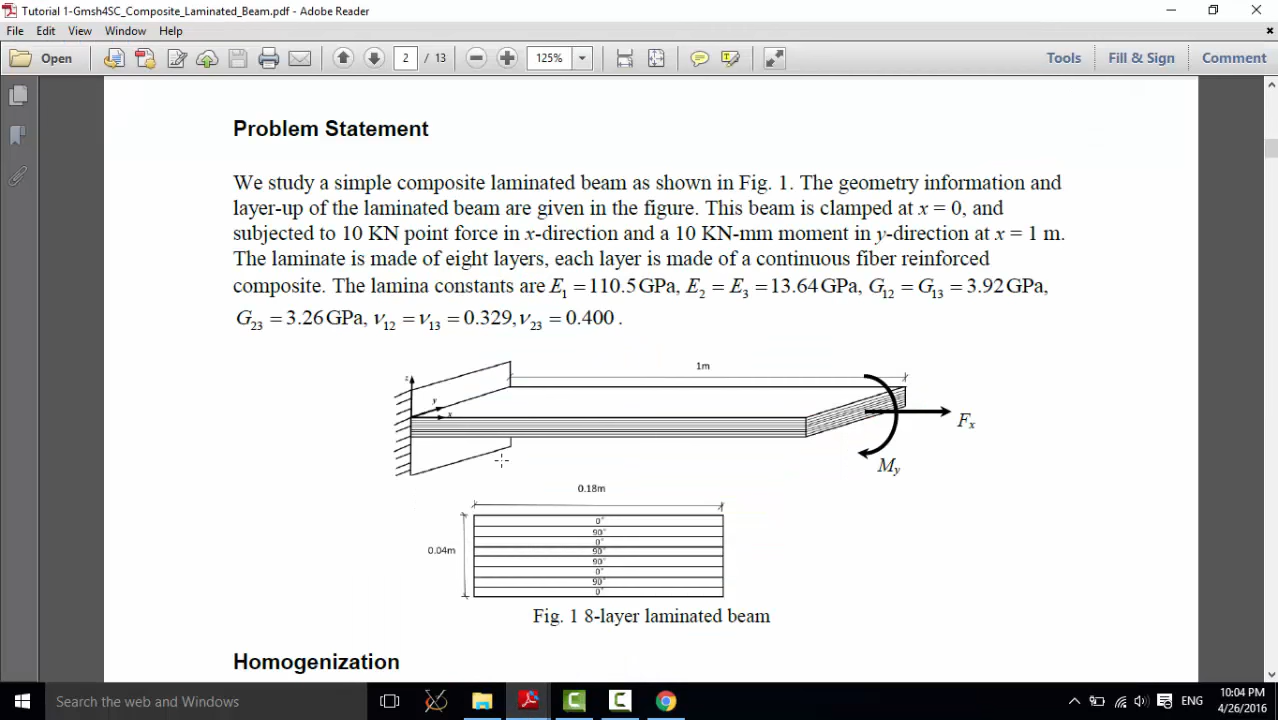 Tutorial 1-Gmsh4SC_Composite_Laminated_Beam.pdf - Adobe Reader
File Edit View Window Help
Open 2 / 13 125% Tools Fill & Sign Comment
Problem Statement
We study a simple composite laminated beam as shown in Fig. 1. The geometry information and
layer-up of the laminated beam are given in the figure. This beam is clamped at x = 0, and
subjected to 10 KN point force in x-direction and a 10 KN-mm moment in y-direction at x = 1 m.
The laminate is made of eight layers, each layer is made of a continuous fiber reinforced
composite. The lamina constants are E₁ = 110.5 GPa, E₂ = E₃ = 13.64 GPa, G₁₂ = G₁₃ = 3.92 GPa,
G₂₃ = 3.26 GPa, ν₁₂ = ν₁₃ = 0.329, ν₂₃ = 0.400 .
1m
z
y
x
Fₓ
M_y
0.18m
0.04m
0°
90°
0°
90°
90°
0°
90°
0°
Fig. 1 8-layer laminated beam
Homogenization
Search the web and Windows
ENG
10:04 PM
4/26/2016